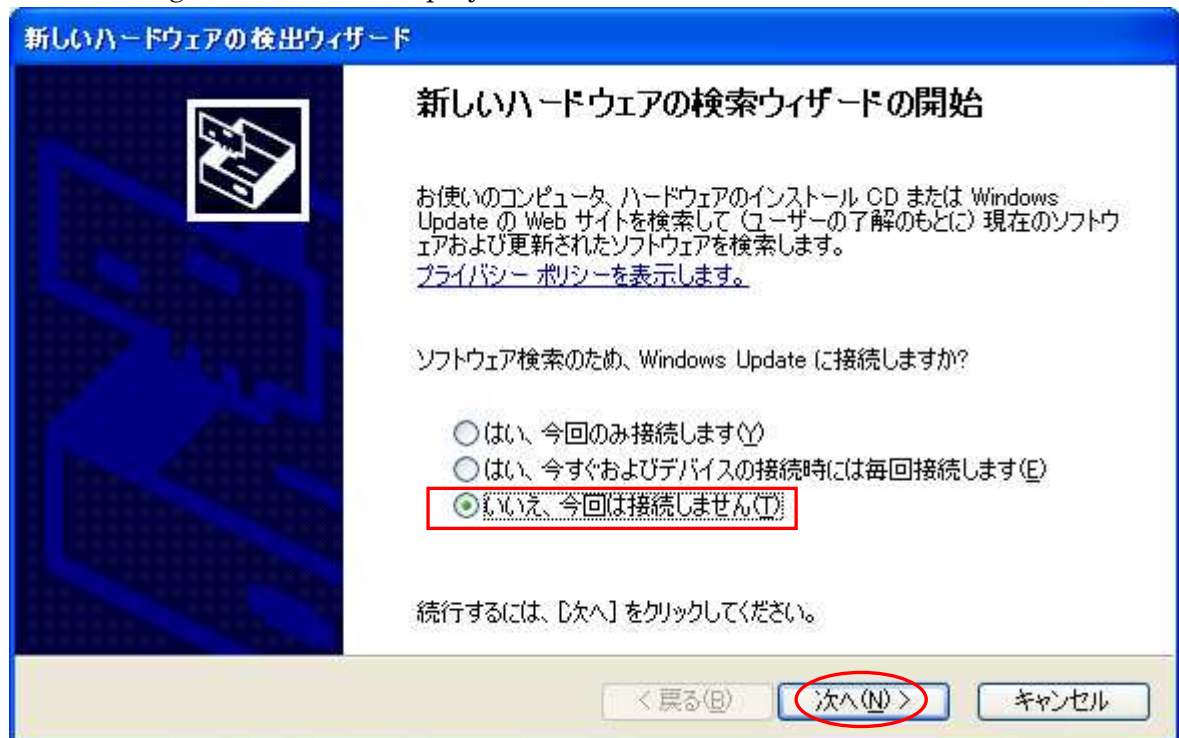 新しいハードウェアの検出ウィザード
新しいハードウェアの検索ウィザードの開始
お使いのコンピュータ、ハードウェアのインストール CD または Windows
Update の Web サイトを検索して (ユーザーの了解のもとに) 現在のソフトウ
ェアおよび更新されたソフトウェアを検索します。
プライバシー ポリシーを表示します。
ソフトウェア検索のため、Windows Update に接続しますか?
はい、今回のみ接続します(Y)
はい、今すぐおよびデバイスの接続時には毎回接続します(E)
いいえ、今回は接続しません(T)
続行するには、[次へ] をクリックしてください。
< 戻る(B) 次へ(N) > キャンセル